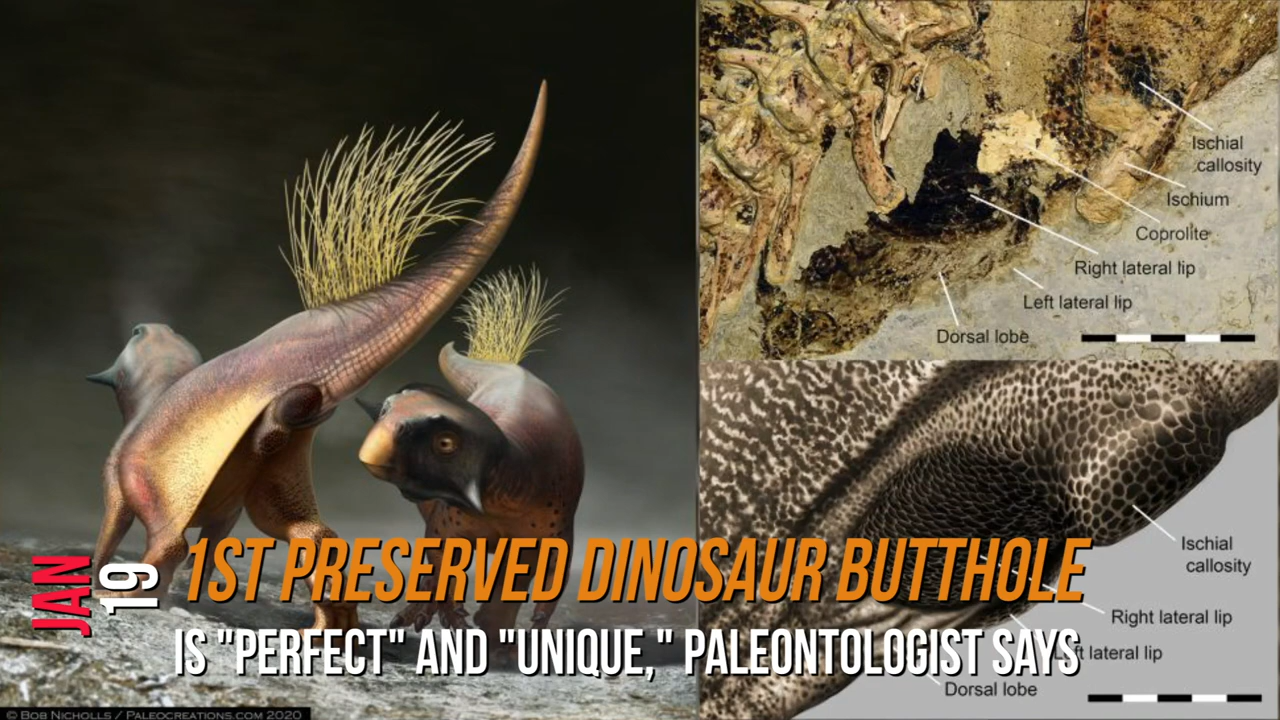 Ischial
callosity
Ischium
Coprolite
Right lateral lip
Left lateral lip
Dorsal lobe
Ischial
callosity
Right lateral lip
lateral lip
Dorsal lobe
JAN
19
1ST PRESERVED DINOSAUR BUTTHOLE
IS "PERFECT" AND "UNIQUE," PALEONTOLOGIST SAYS
© BOB NICHOLLS / PALEOCREATIONS.COM 2020